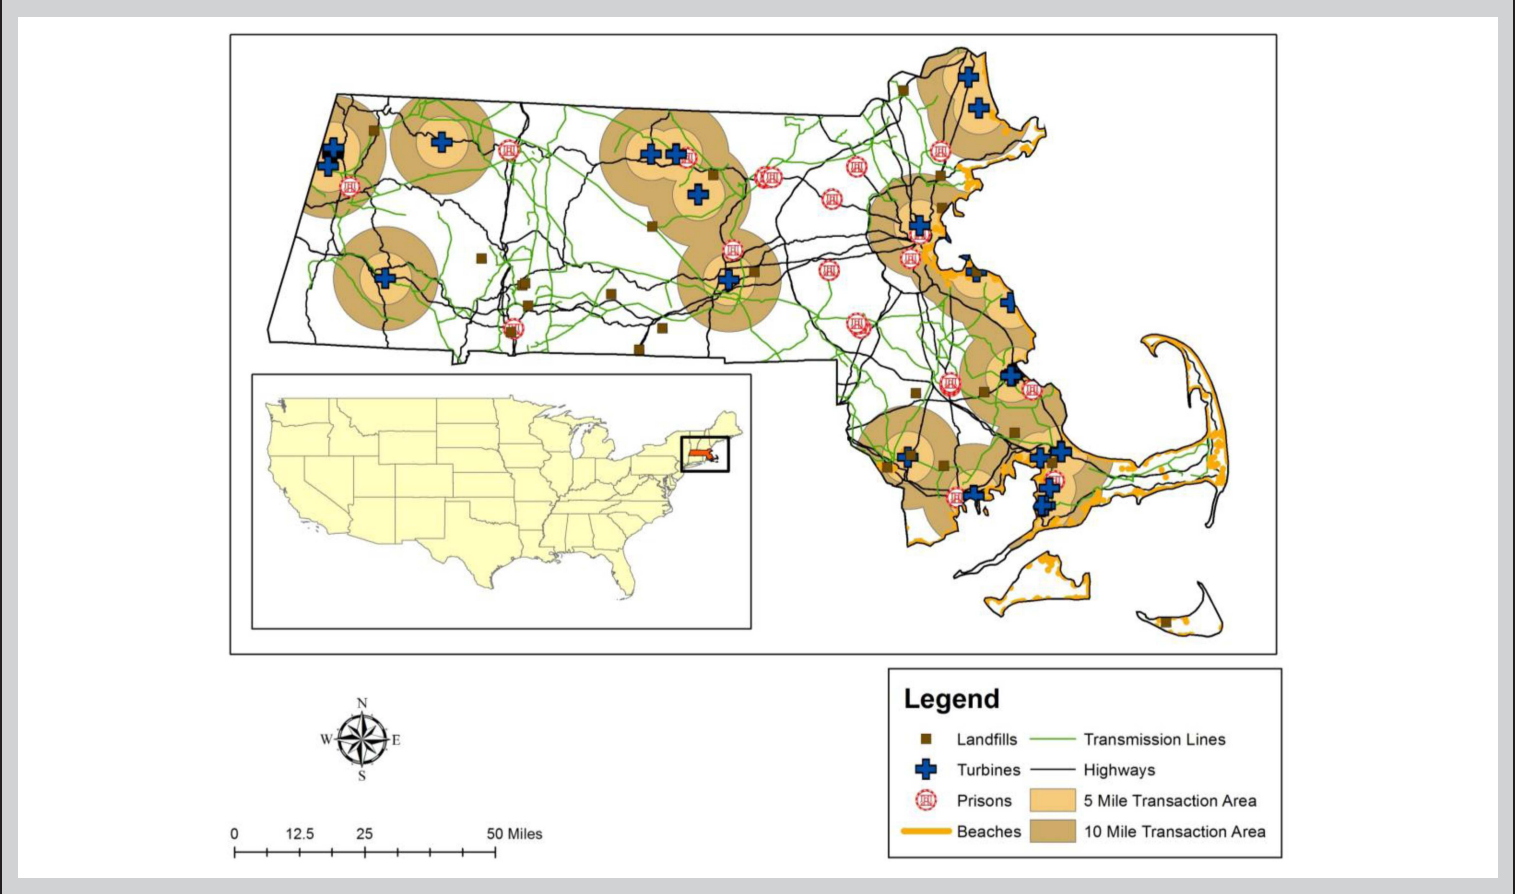 N
W E
S
0 12.5 25 50 Miles
Legend
Landfills Transmission Lines
Turbines Highways
Prisons 5 Mile Transaction Area
Beaches 10 Mile Transaction Area